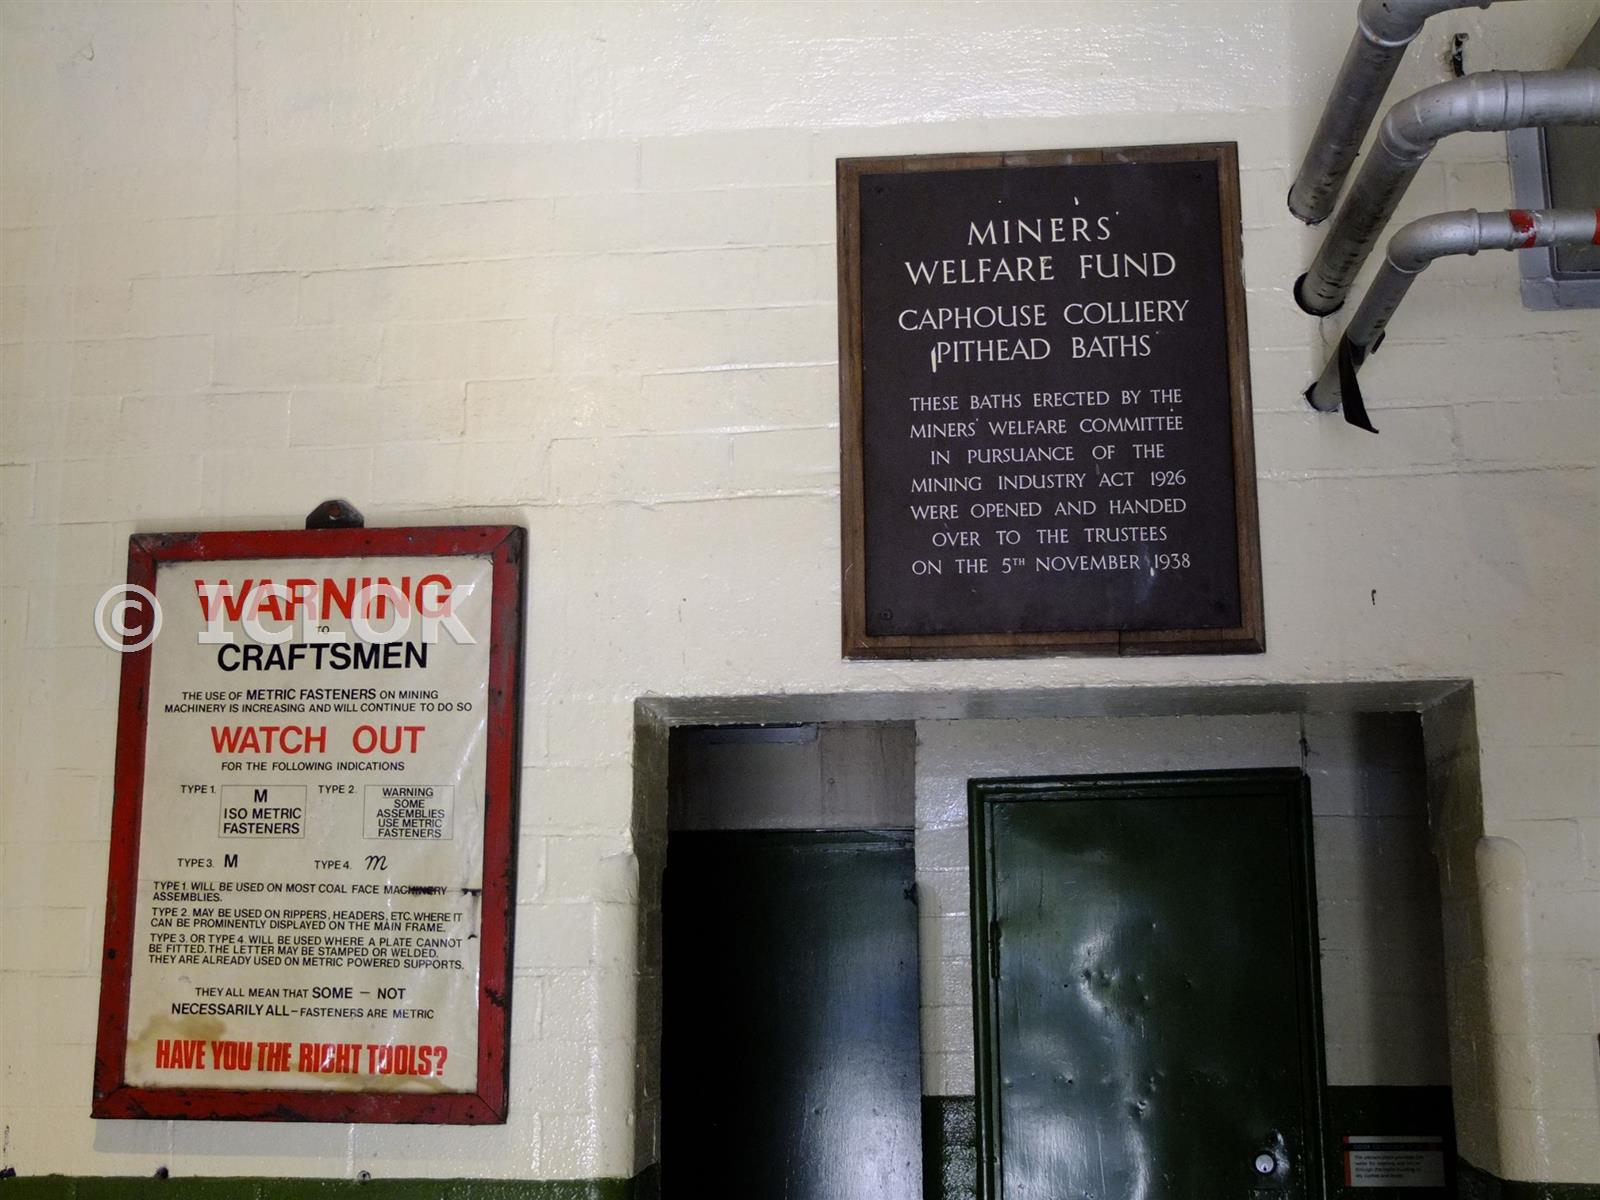 MINERS'
WELFARE FUND
CAPHOUSE COLLIERY
PITHEAD BATHS
THESE BATHS ERECTED BY THE
MINERS' WELFARE COMMITTEE
IN PURSUANCE OF THE
MINING INDUSTRY ACT 1926
WERE OPENED AND HANDED
OVER TO THE TRUSTEES
ON THE 5TH NOVEMBER 1938
WARNING
TO
CRAFTSMEN
THE USE OF METRIC FASTENERS ON MINING
MACHINERY IS INCREASING AND WILL CONTINUE TO DO SO
WATCH OUT
FOR THE FOLLOWING INDICATIONS
TYPE 1.
M
ISO METRIC
FASTENERS
TYPE 2.
WARNING
SOME
ASSEMBLIES
USE METRIC
FASTENERS
TYPE 3. M
TYPE 4. m
TYPE 1. WILL BE USED ON MOST COAL FACE MACHINERY
ASSEMBLIES.
TYPE 2. MAY BE USED ON RIPPERS, HEADERS, ETC. WHERE IT
CAN BE PROMINENTLY DISPLAYED ON THE MAIN FRAME.
TYPE 3. OR TYPE 4. WILL BE USED WHERE A PLATE CANNOT
BE FITTED. THE LETTER MAY BE STAMPED OR WELDED.
THEY ARE ALREADY USED ON METRIC POWERED SUPPORTS.
THEY ALL MEAN THAT SOME — NOT
NECESSARILY ALL — FASTENERS ARE METRIC
HAVE YOU THE RIGHT TOOLS?
© ICLOK